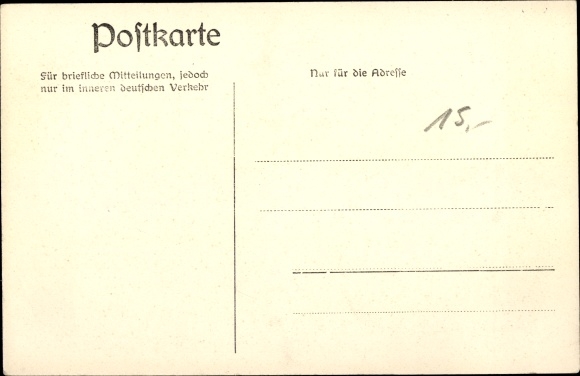 Poſtkarte
Für briefliche Mitteilungen, jedoch
nur im inneren deutſchen Verkehr
Nur für die Adreſſe
15,-